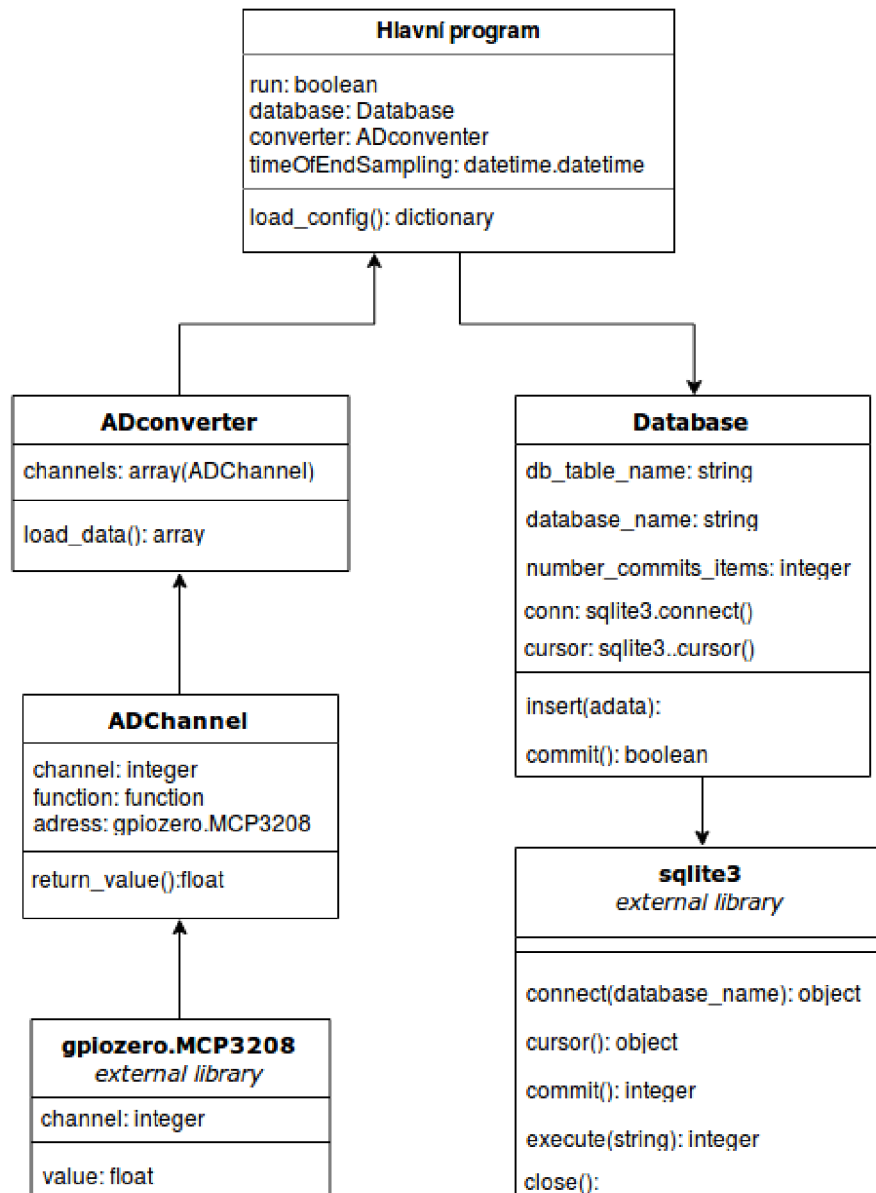 Hlavní program
run: boolean
database: Database
converter: ADconventer
timeOfEndSampling: datetime.datetime
load_config(): dictionary
ADconverter
channels: array(ADChannel)
load_data(): array
Database
db_table_name: string
database_name: string
number_commits_items: integer
conn: sqlite3.connect()
cursor: sqlite3..cursor()
insert(adata):
commit(): boolean
ADChannel
channel: integer
function: function
adress: gpiozero.MCP3208
return_value():float
sqlite3
external library
connect(database_name): object
cursor(): object
commit(): integer
execute(string): integer
close():
gpiozero.MCP3208
external library
channel: integer
value: float